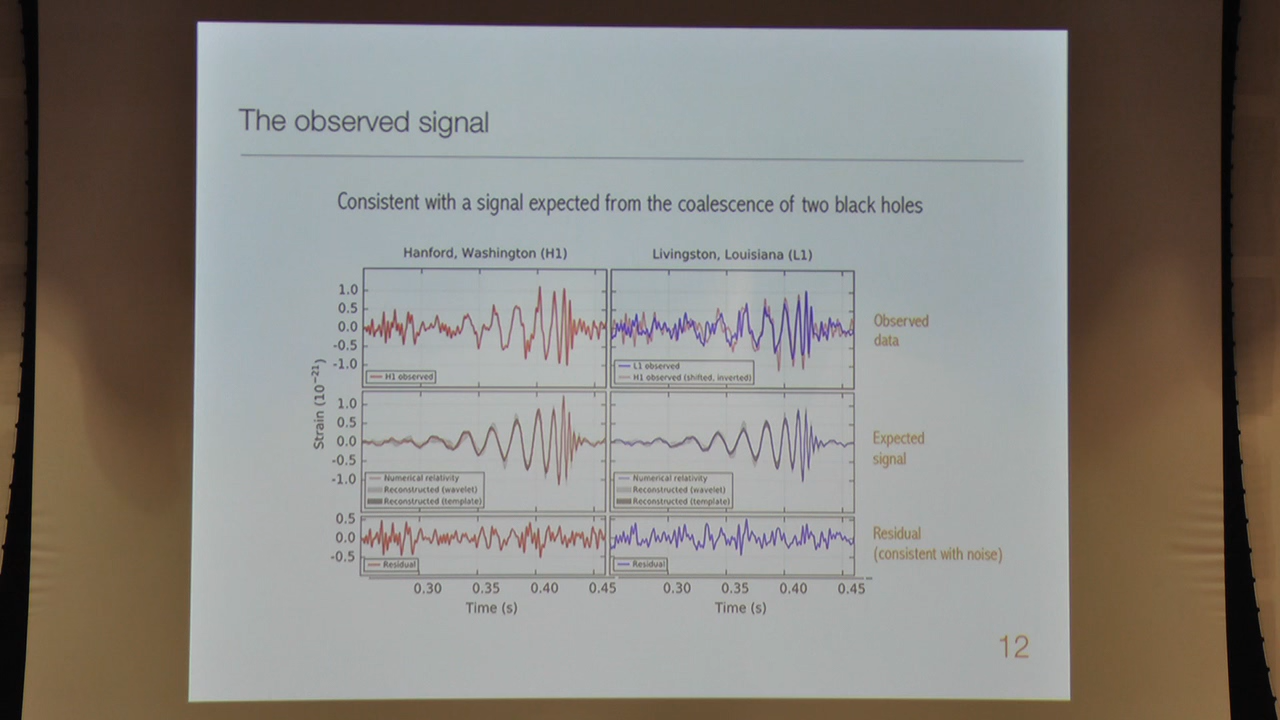 The observed signal
Consistent with a signal expected from the coalescence of two black holes
Hanford, Washington (H1)
Livingston, Louisiana (L1)
Strain (10⁻²¹)
1.0
0.5
0.0
-0.5
-1.0
H1 observed
L1 observed
H1 observed (shifted, inverted)
Observed
data
1.0
0.5
0.0
-0.5
-1.0
Numerical relativity
Reconstructed (wavelet)
Reconstructed (template)
Numerical relativity
Reconstructed (wavelet)
Reconstructed (template)
Expected
signal
0.5
0.0
-0.5
Residual
Residual
Residual
(consistent with noise)
0.30 0.35 0.40 0.45
0.30 0.35 0.40 0.45
Time (s)
Time (s)
12